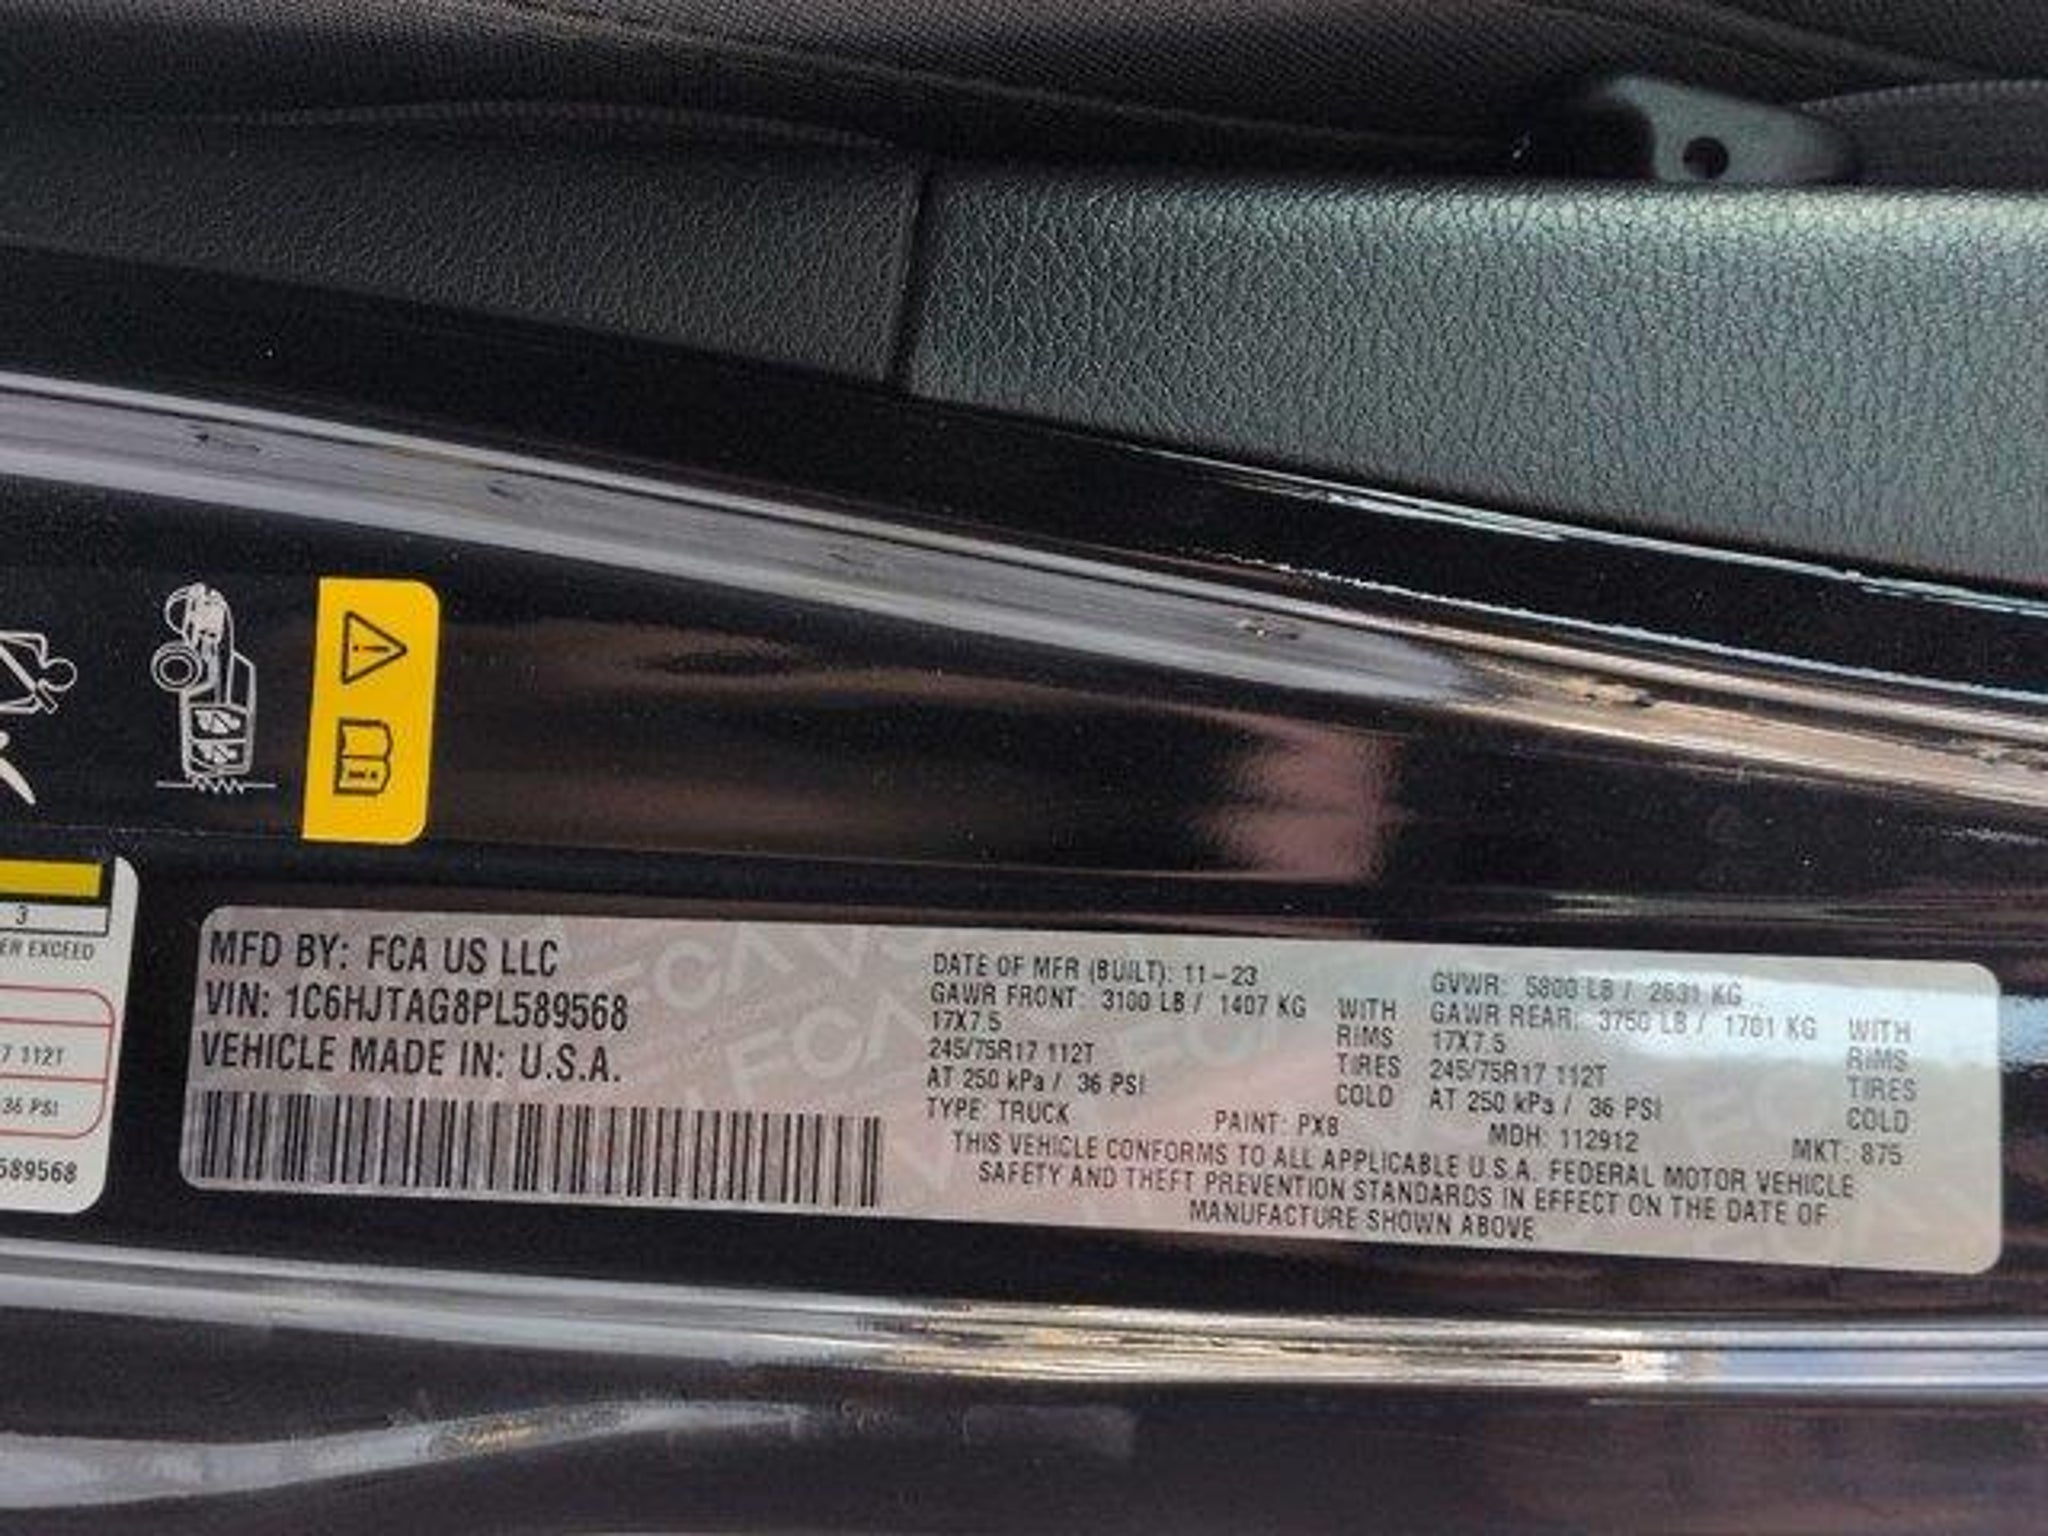 3
ER EXCEED
7 112T
36 PSI
589568
MFD BY: FCA US LLC
VIN: 1C6HJTAG8PL589568
VEHICLE MADE IN: U.S.A.
DATE OF MFR (BUILT): 11-23
GAWR FRONT: 3100 LB / 1407 KG WITH
17X7.5 RIMS
245/75R17 112T TIRES
AT 250 kPa / 36 PSI COLD
GVWR: 5800 LB / 2631 KG
GAWR REAR: 3750 LB / 1701 KG WITH
17X7.5 RIMS
245/75R17 112T TIRES
AT 250 kPa / 36 PSI COLD
TYPE: TRUCK PAINT: PX8 MDH: 112912 MKT: 875
THIS VEHICLE CONFORMS TO ALL APPLICABLE U.S.A. FEDERAL MOTOR VEHICLE
SAFETY AND THEFT PREVENTION STANDARDS IN EFFECT ON THE DATE OF
MANUFACTURE SHOWN ABOVE